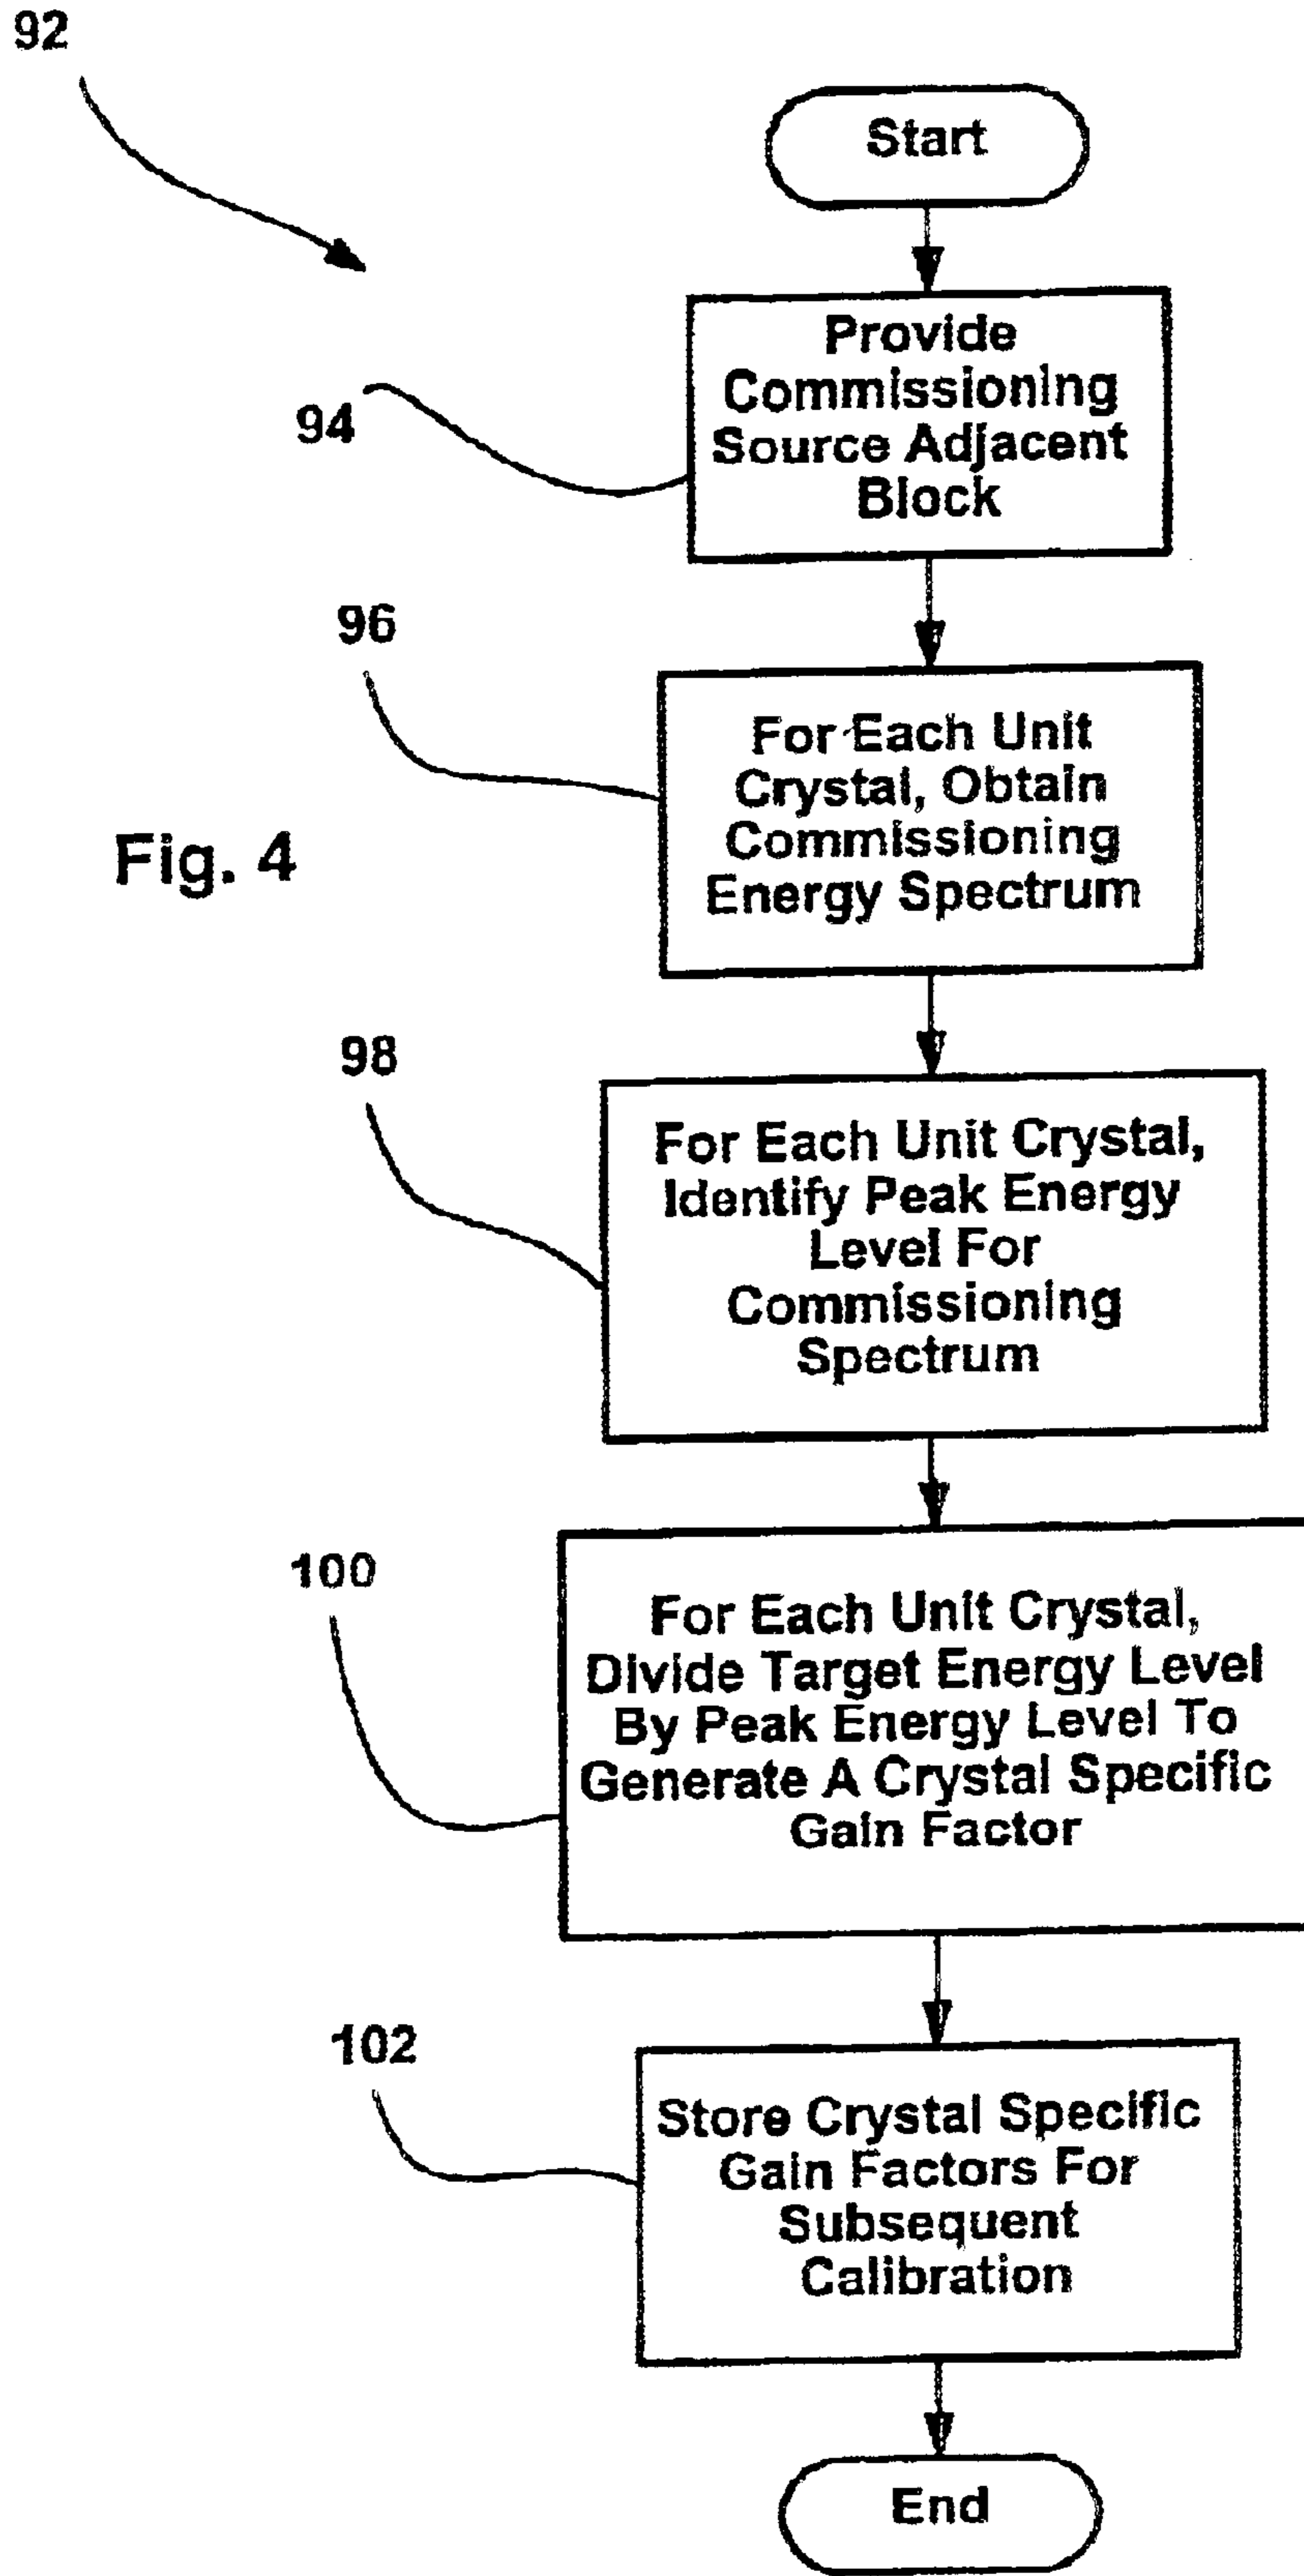 92
Start
Provide
Commissioning
Source Adjacent
Block
94
96
For Each Unit
Crystal, Obtain
Commissioning
Energy Spectrum
Fig. 4
98
For Each Unit Crystal,
Identify Peak Energy
Level For
Commissioning
Spectrum
100
For Each Unit Crystal,
Divide Target Energy Level
By Peak Energy Level To
Generate A Crystal Specific
Gain Factor
102
Store Crystal Specific
Gain Factors For
Subsequent
Calibration
End